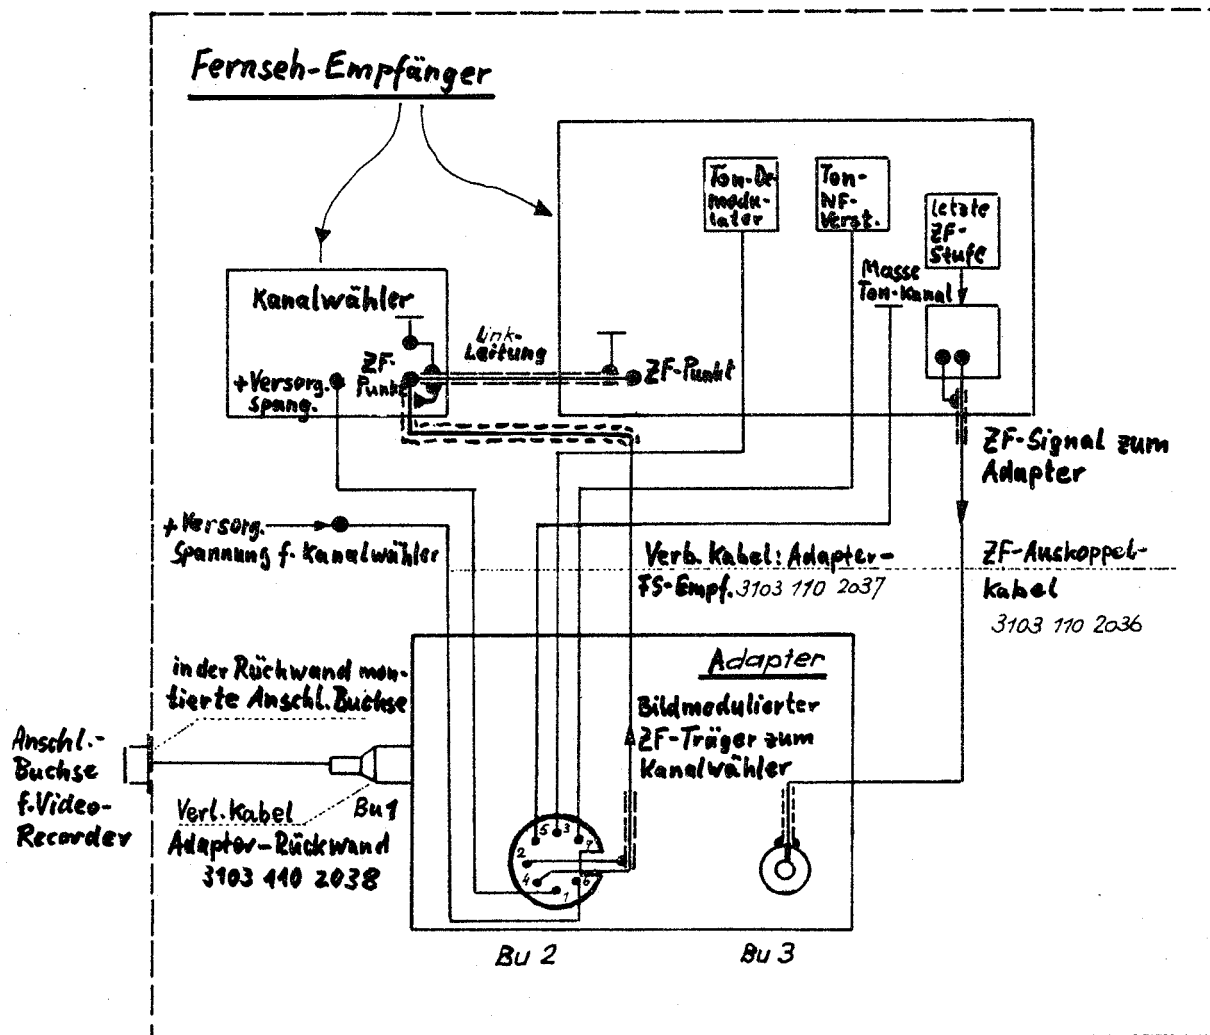 Fernseh-Empfänger
Ton-De-
modu-
lator
Ton-
NF-
Verst.
letzte
ZF-
Stufe
Masse
Ton-Kanal
Kanalwähler
Link-
Leitung
ZF-
Punkt
ZF-Punkt
+Versorg.
Spang.
ZF-Signal zum
Adapter
+Versorg.
Spannung f. Kanalwähler
Verb. Kabel: Adapter-
FS-Empf. 3103 110 2037
ZF-Auskoppel-
Kabel
3103 110 2036
Adapter
in der Rückwand mon-
tierte Anschl. Buchse
Bildmodulierter
ZF-Träger zum
Kanalwähler
Anschl.-
Buchse
f. Video-
Recorder
Verl. Kabel
Adapter-Rückwand
3103 110 2038
Bu 1
5 3 7
2
4 6
1
Bu 2
Bu 3